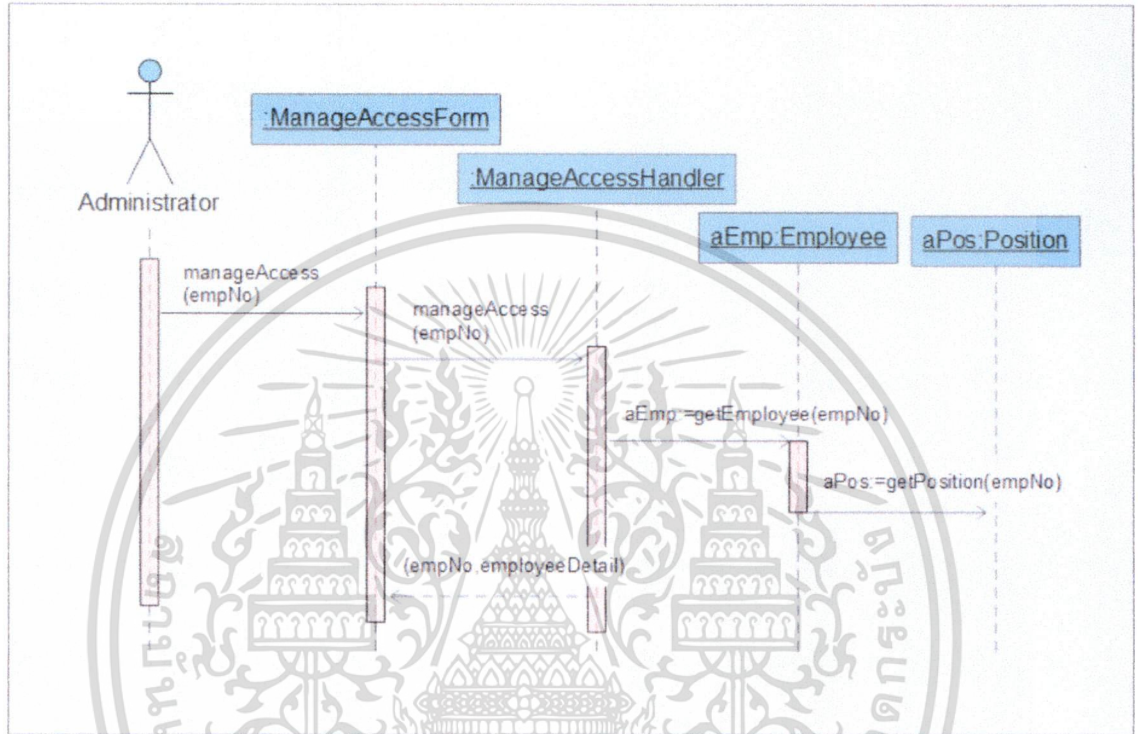 :ManageAccessForm
:ManageAccessHandler
Administrator
aEmp:Employee
aPos:Position
manageAccess
(empNo)
manageAccess
(empNo)
aEmp:=getEmployee(empNo)
aPos:=getPosition(empNo)
(empNo,employeeDetail)